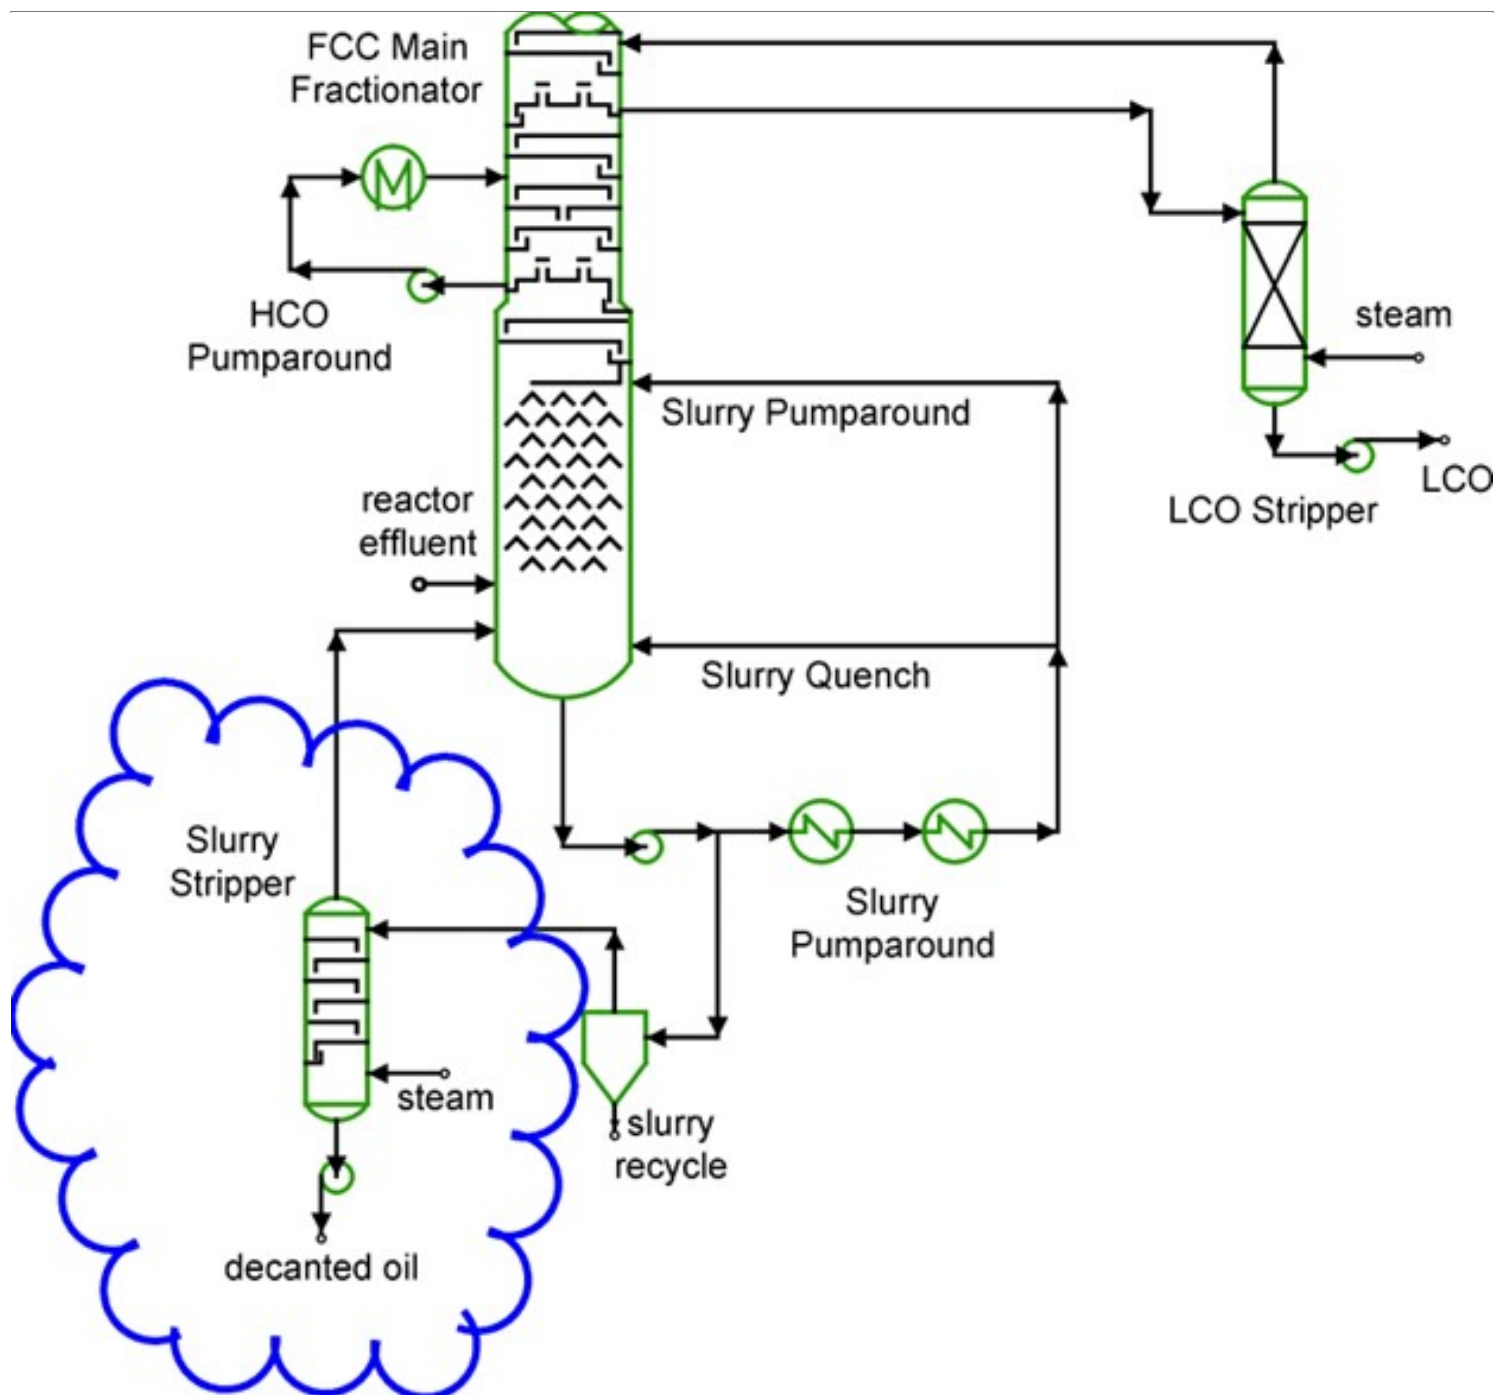 FCC Main
Fractionator
HCO
Pumparound
steam
Slurry Pumparound
LCO
LCO Stripper
reactor
effluent
Slurry Quench
Slurry
Stripper
Slurry
Pumparound
steam
slurry
recycle
decanted oil